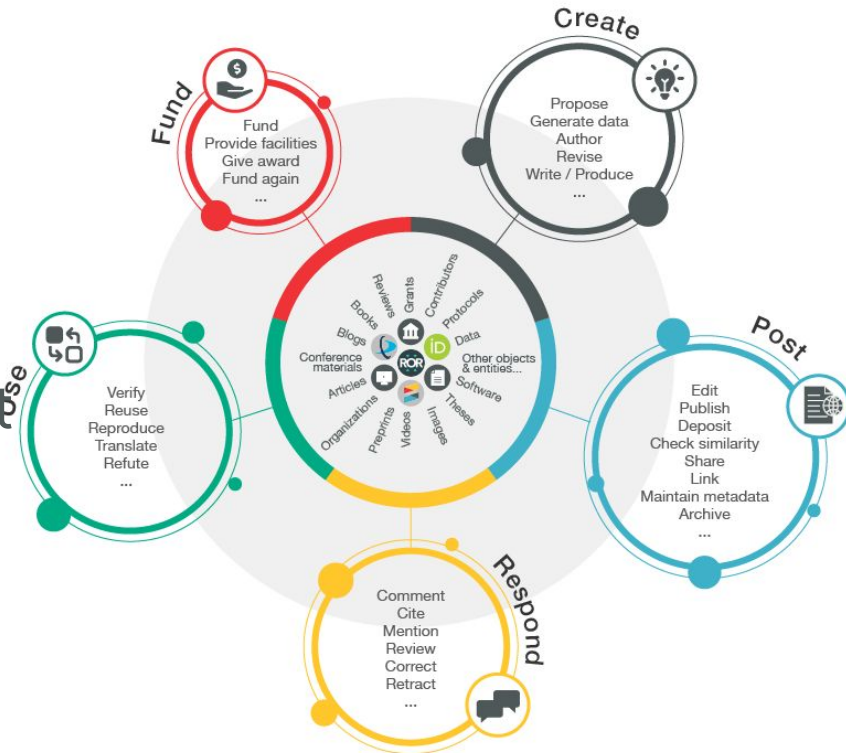 Fund
Fund
Provide facilities
Give award
Fund again
...
Create
Propose
Generate data
Author
Revise
Write / Produce
...
Post
Edit
Publish
Deposit
Check similarity
Share
Link
Maintain metadata
Archive
...
Respond
Comment
Cite
Mention
Review
Correct
Retract
...
use
Verify
Reuse
Reproduce
Translate
Refute
...
Grants
Contributors
Protocols
Data
Other objects
& entities...
Software
Theses
Images
Videos
Preprints
Organizations
Articles
Conference
materials
Blogs
Books
Reviews
iD
ROR
$